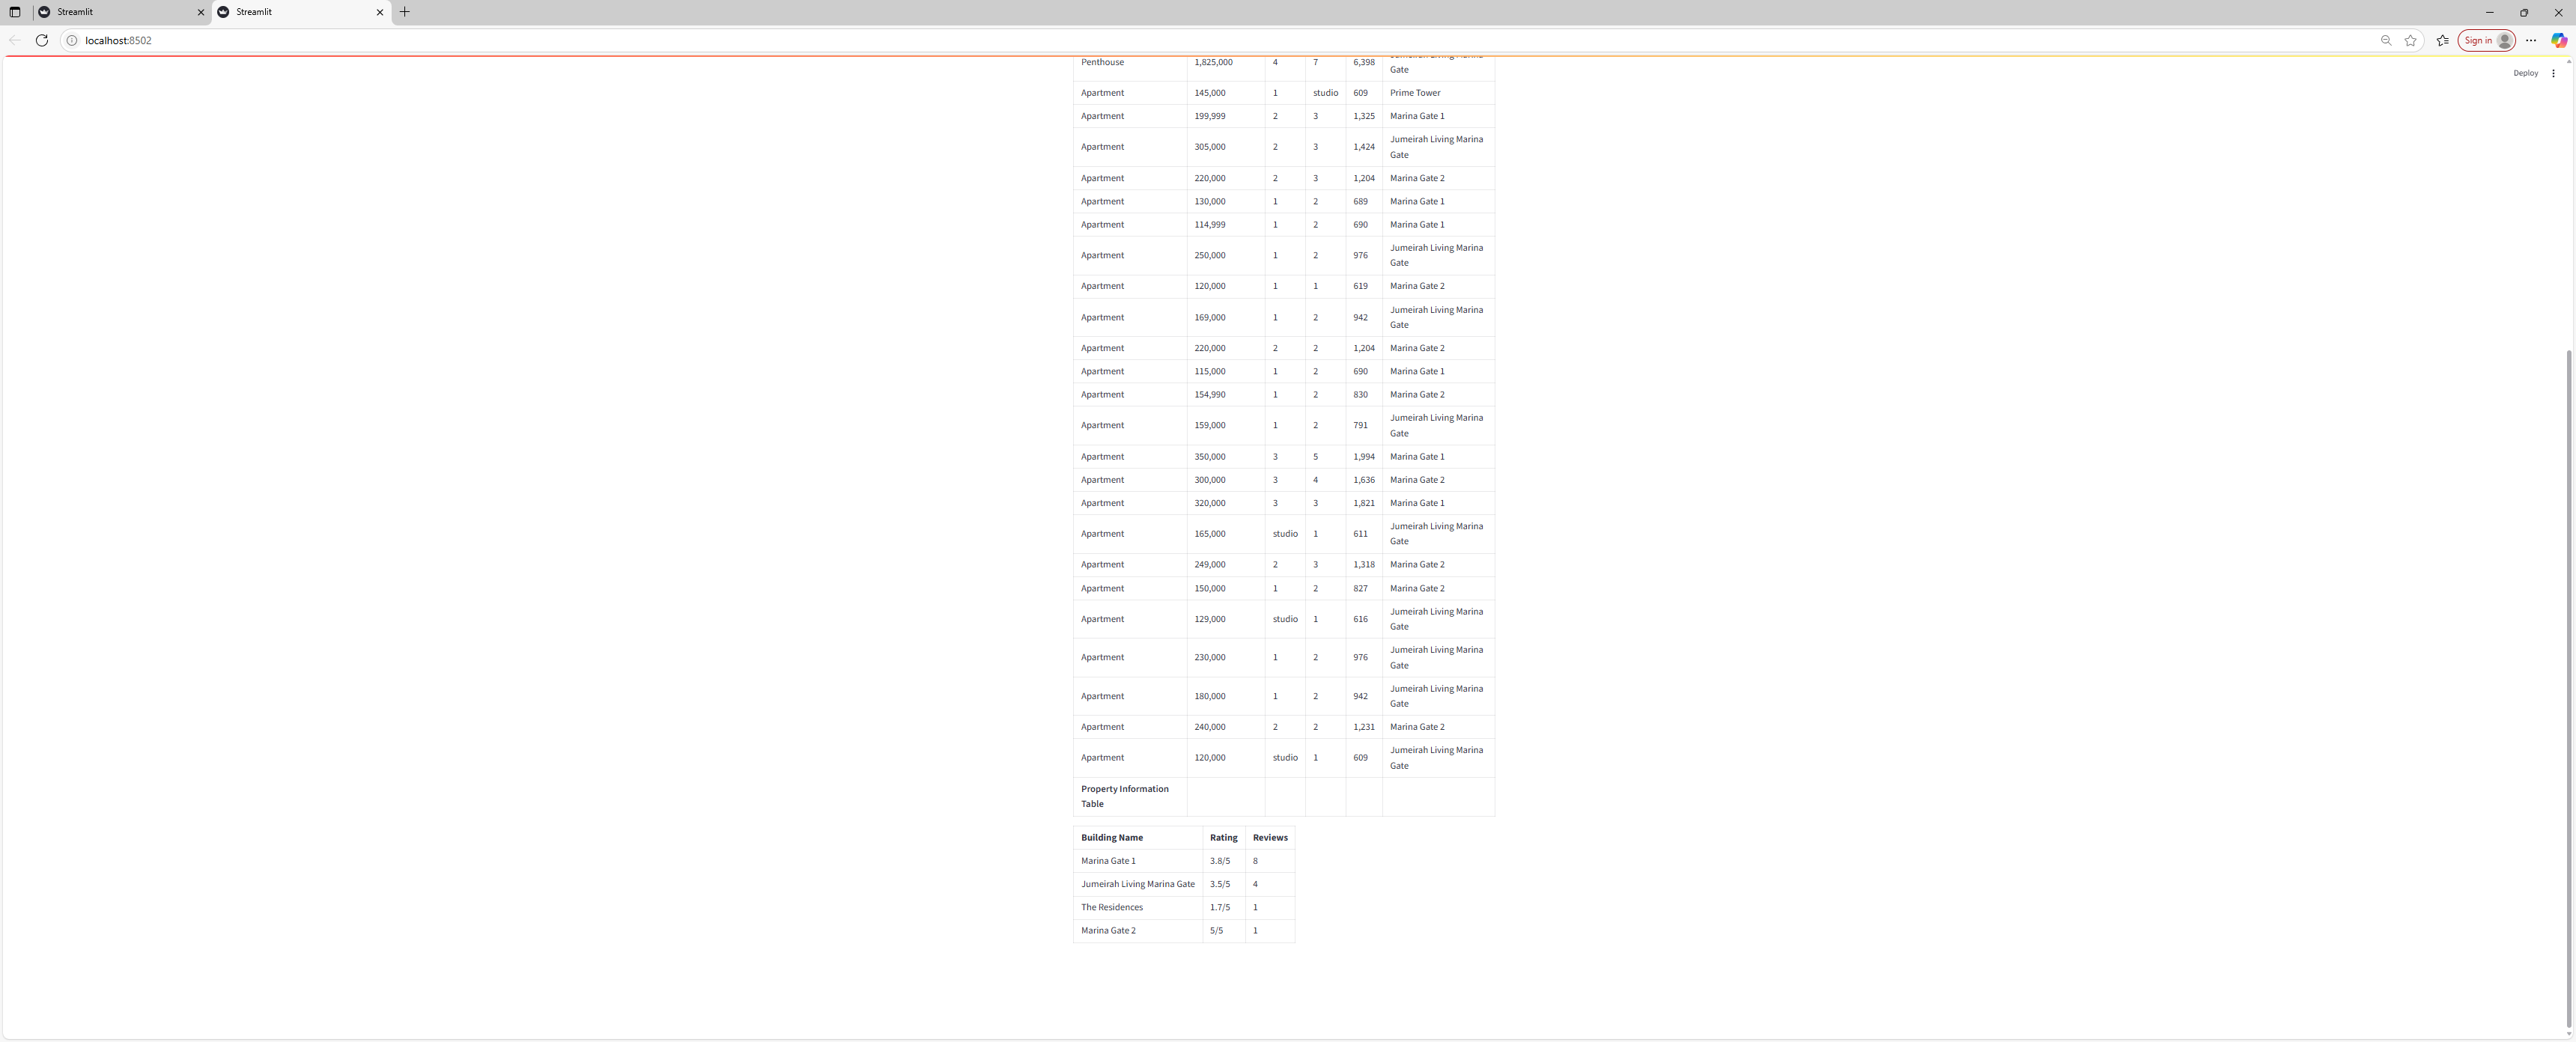 Streamlit
Streamlit
localhost:8502
Sign in
Deploy
Penthouse 1,825,000 4 7 6,398 Jumeirah Living Marina
Gate
Apartment 145,000 1 studio 609 Prime Tower
Apartment 199,999 2 3 1,325 Marina Gate 1
Apartment 305,000 2 3 1,424 Jumeirah Living Marina
Gate
Apartment 220,000 2 3 1,204 Marina Gate 2
Apartment 130,000 1 2 689 Marina Gate 1
Apartment 114,999 1 2 690 Marina Gate 1
Apartment 250,000 1 2 976 Jumeirah Living Marina
Gate
Apartment 120,000 1 1 619 Marina Gate 2
Apartment 169,000 1 2 942 Jumeirah Living Marina
Gate
Apartment 220,000 2 2 1,204 Marina Gate 2
Apartment 115,000 1 2 690 Marina Gate 1
Apartment 154,990 1 2 830 Marina Gate 2
Apartment 159,000 1 2 791 Jumeirah Living Marina
Gate
Apartment 350,000 3 5 1,994 Marina Gate 1
Apartment 300,000 3 4 1,636 Marina Gate 2
Apartment 320,000 3 3 1,821 Marina Gate 1
Apartment 165,000 studio 1 611 Jumeirah Living Marina
Gate
Apartment 249,000 2 3 1,318 Marina Gate 2
Apartment 150,000 1 2 827 Marina Gate 2
Apartment 129,000 studio 1 616 Jumeirah Living Marina
Gate
Apartment 230,000 1 2 976 Jumeirah Living Marina
Gate
Apartment 180,000 1 2 942 Jumeirah Living Marina
Gate
Apartment 240,000 2 2 1,231 Marina Gate 2
Apartment 120,000 studio 1 609 Jumeirah Living Marina
Gate
Property Information
Table
Building Name Rating Reviews
Marina Gate 1 3.8/5 8
Jumeirah Living Marina Gate 3.5/5 4
The Residences 1.7/5 1
Marina Gate 2 5/5 1